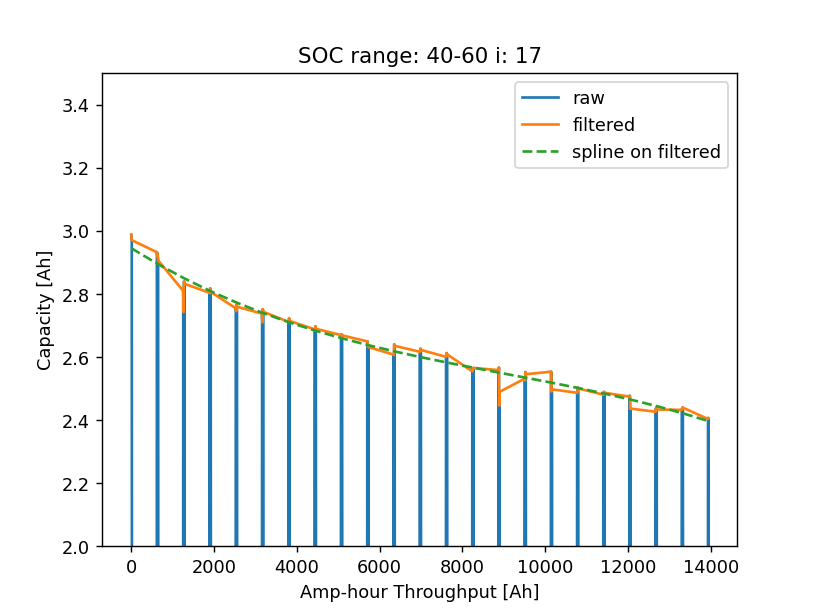 SOC range: 40-60 i: 17
raw
filtered
spline on filtered
Capacity [Ah]
3.4
3.2
3.0
2.8
2.6
2.4
2.2
2.0
0 2000 4000 6000 8000 10000 12000 14000
Amp-hour Throughput [Ah]